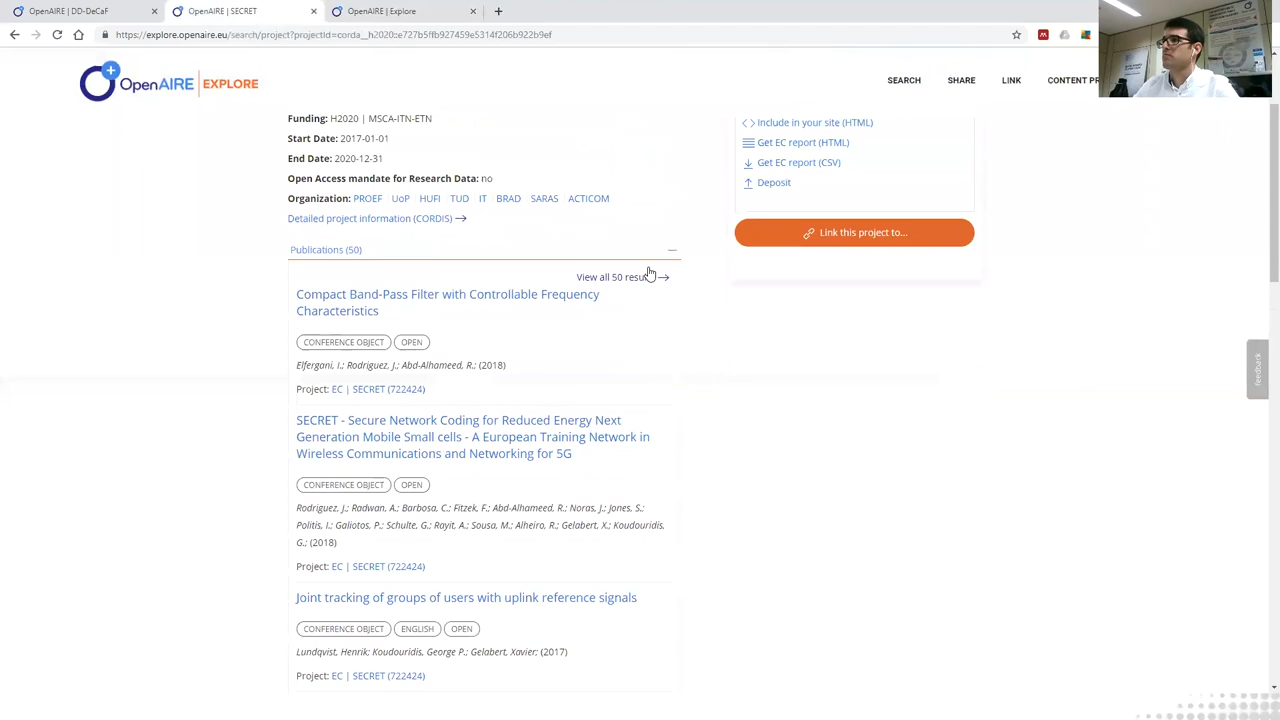 OpenAIRE | DD-DeCaF
OpenAIRE | SECRET
OpenAIRE | Explore
https://explore.openaire.eu/search/project?projectId=corda__h2020::e727b5ffb927459e5314f206b922b9ef
OpenAIRE | EXPLORE
SEARCH SHARE LINK CONTENT PR
Funding: H2020 | MSCA-ITN-ETN
Start Date: 2017-01-01
End Date: 2020-12-31
Open Access mandate for Research Data: no
Organization: PROEF UoP HUFI TUD IT BRAD SARAS ACTICOM
Detailed project information (CORDIS)
Include in your site (HTML)
Get EC report (HTML)
Get EC report (CSV)
Deposit
Link this project to...
Publications (50)
View all 50
Compact Band-Pass Filter with Controllable Frequency
Characteristics
CONFERENCE OBJECT OPEN
Elfergani, I.; Rodriguez, J.; Abd-Alhameed, R.; (2018)
Project: EC | SECRET (722424)
SECRET - Secure Network Coding for Reduced Energy Next
Generation Mobile Small cells - A European Training Network in
Wireless Communications and Networking for 5G
CONFERENCE OBJECT OPEN
Rodriguez, J.; Radwan, A.; Barbosa, C.; Fitzek, F.; Abd-Alhameed, R.; Noras, J.; Jones, S.;
Politis, I.; Galiotos, P.; Schulte, G.; Rayit, A.; Sousa, M.; Alheiro, R.; Gelabert, X.; Koudouridis,
G.; (2018)
Project: EC | SECRET (722424)
Joint tracking of groups of users with uplink reference signals
CONFERENCE OBJECT ENGLISH OPEN
Lundqvist, Henrik; Koudouridis, George P.; Gelabert, Xavier; (2017)
Project: EC | SECRET (722424)
feedback